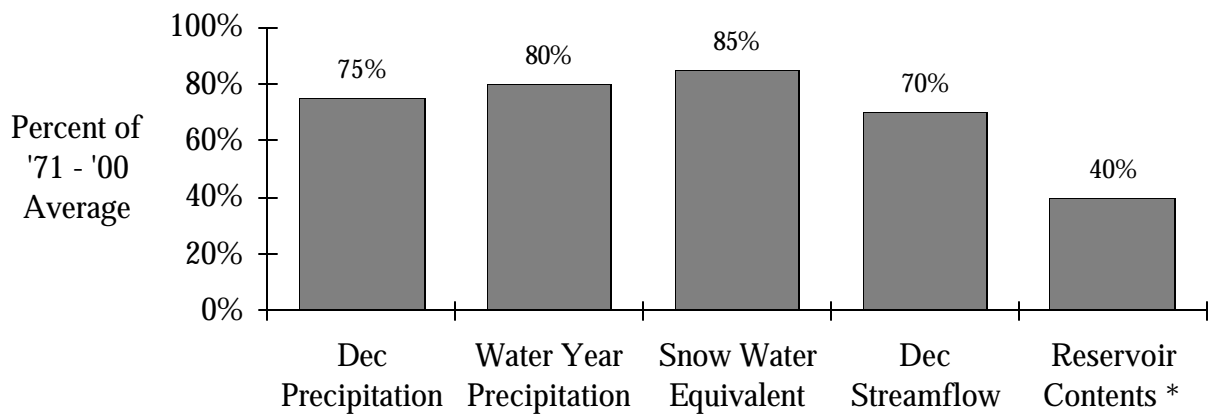 100%
80%
60%
40%
20%
0%
Percent of
'71 - '00
Average
75%
80%
85%
70%
40%
Dec
Precipitation
Water Year
Precipitation
Snow Water
Equivalent
Dec
Streamflow
Reservoir
Contents *